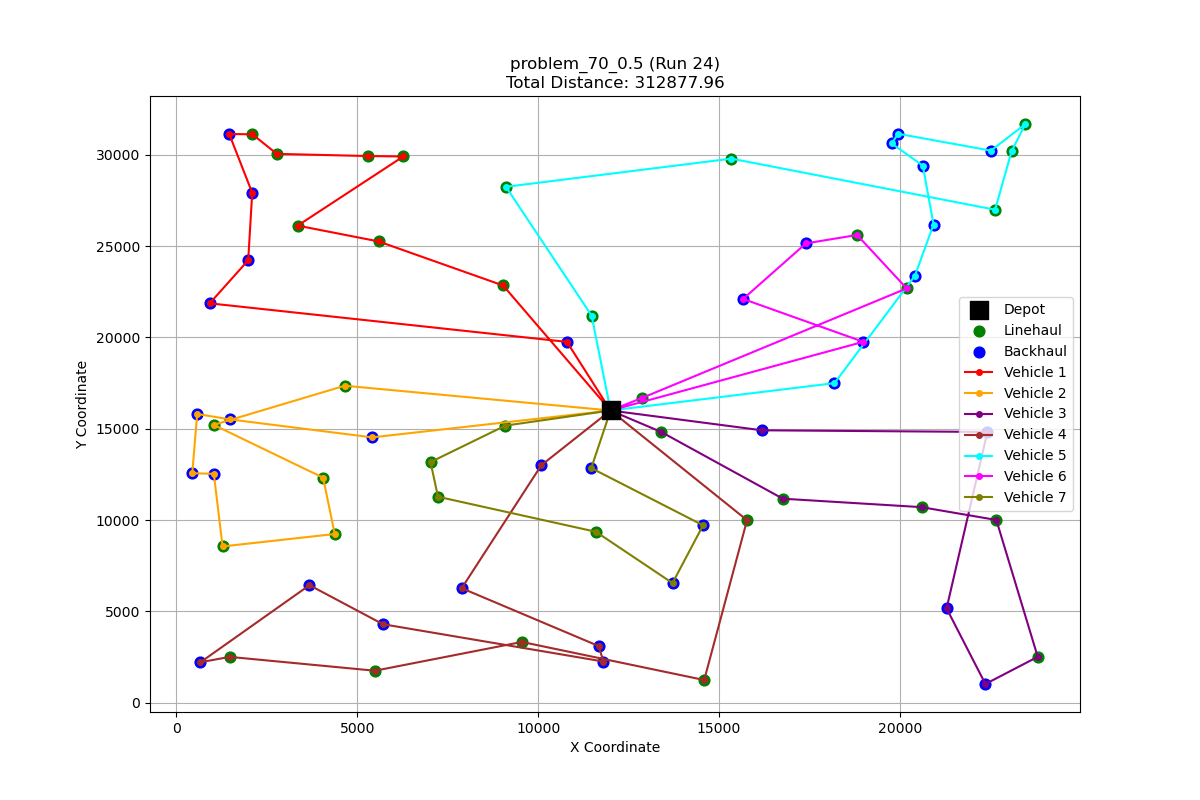 problem_70_0.5 (Run 24)
Total Distance: 312877.96
Y Coordinate
30000
25000
20000
15000
10000
5000
0
0
5000
10000
15000
20000
X Coordinate
Depot
Linehaul
Backhaul
Vehicle 1
Vehicle 2
Vehicle 3
Vehicle 4
Vehicle 5
Vehicle 6
Vehicle 7